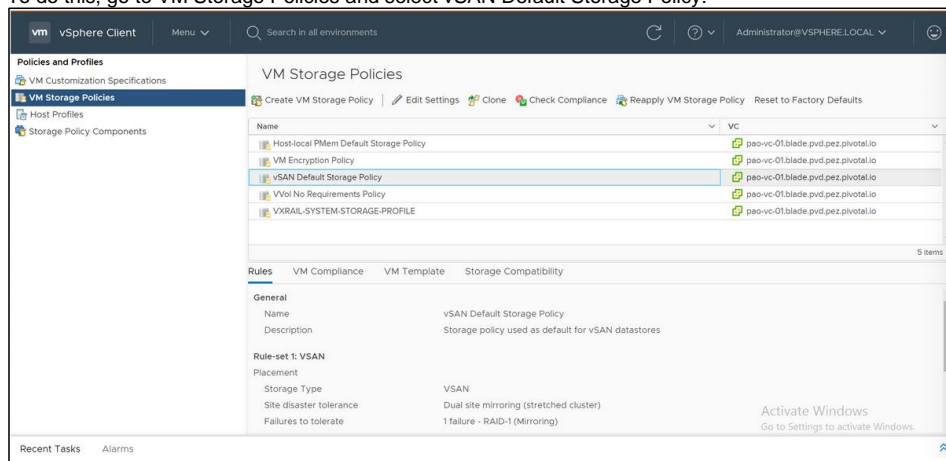 To do this, go to VM Storage Policies and select vSAN Default Storage Policy.
vm vSphere Client Menu Search in all environments Administrator@VSPHERE.LOCAL
Policies and Profiles
VM Customization Specifications
VM Storage Policies
Host Profiles
Storage Policy Components
VM Storage Policies
Create VM Storage Policy Edit Settings Clone Check Compliance Reapply VM Storage Policy Reset to Factory Defaults
Name VC
Host-local PMem Default Storage Policy pao-vc-01.blade.pvd.pez.pivotal.io
VM Encryption Policy pao-vc-01.blade.pvd.pez.pivotal.io
vSAN Default Storage Policy pao-vc-01.blade.pvd.pez.pivotal.io
VVol No Requirements Policy pao-vc-01.blade.pvd.pez.pivotal.io
VXRAIL-SYSTEM-STORAGE-PROFILE pao-vc-01.blade.pvd.pez.pivotal.io
5 items
Rules VM Compliance VM Template Storage Compatibility
General
Name vSAN Default Storage Policy
Description Storage policy used as default for vSAN datastores
Rule-set 1: VSAN
Placement
Storage Type VSAN
Site disaster tolerance Dual site mirroring (stretched cluster)
Failures to tolerate 1 failure - RAID-1 (Mirroring)
Activate Windows
Go to Settings to activate Windows.
Recent Tasks Alarms